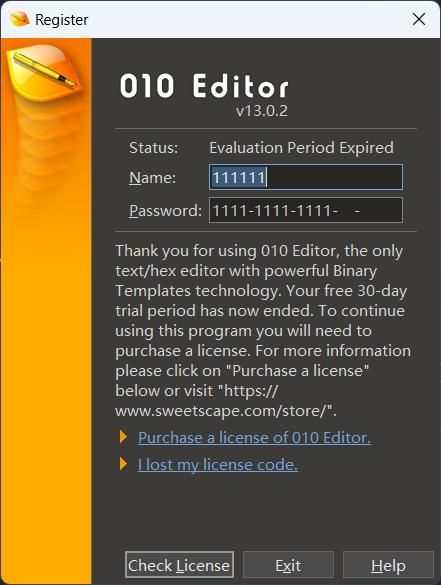 Register
010 Editor
v13.0.2
Status: Evaluation Period Expired
Name: 111111
Password: 1111-1111-1111-    -
Thank you for using 010 Editor, the only
text/hex editor with powerful Binary
Templates technology. Your free 30-day
trial period has now ended. To continue
using this program you will need to
purchase a license. For more information
please click on "Purchase a license"
below or visit "https://
www.sweetscape.com/store/".
Purchase a license of 010 Editor.
I lost my license code.
Check License Exit Help